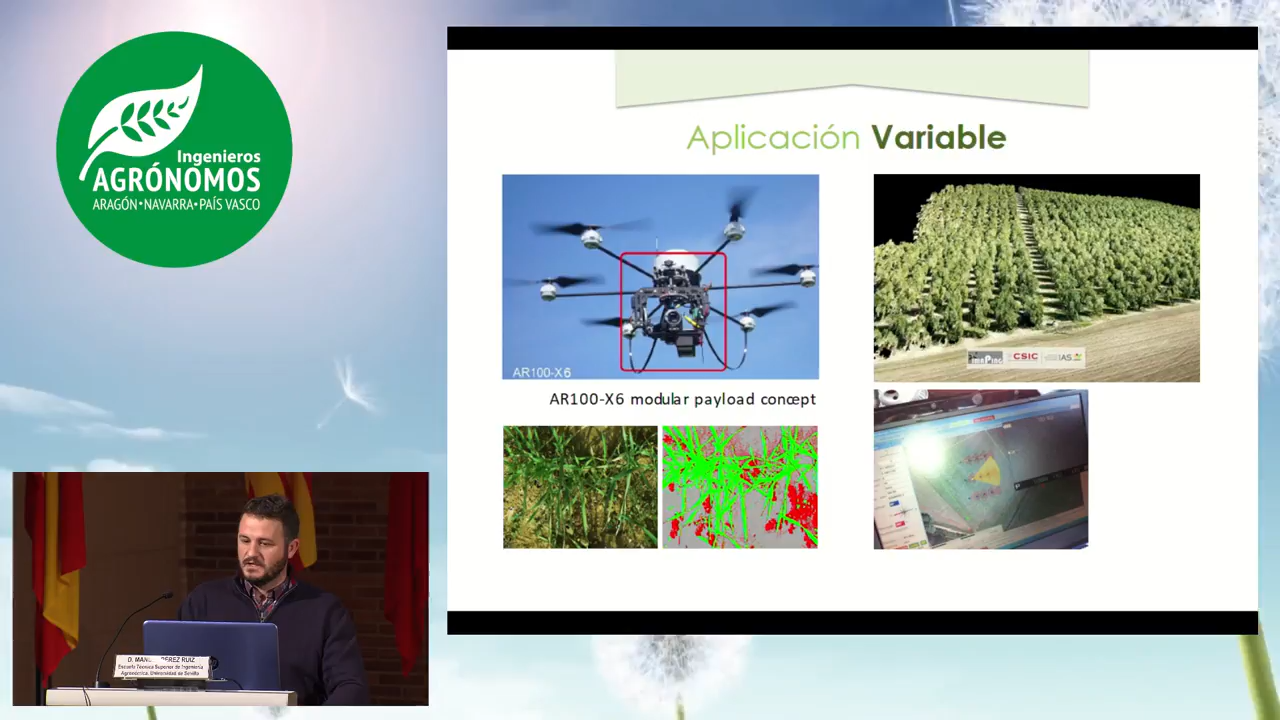 Ingenieros
AGRÓNOMOS
ARAGÓN•NAVARRA•PAÍS VASCO
Aplicación Variable
AR100-X6
AR100-X6 modular payload concept
CSIC
IAS
D. MAN PEREZ RUIZ
Escuela Técnica Superior de Ingeniería
Agronómica. Universidad de Sevilla